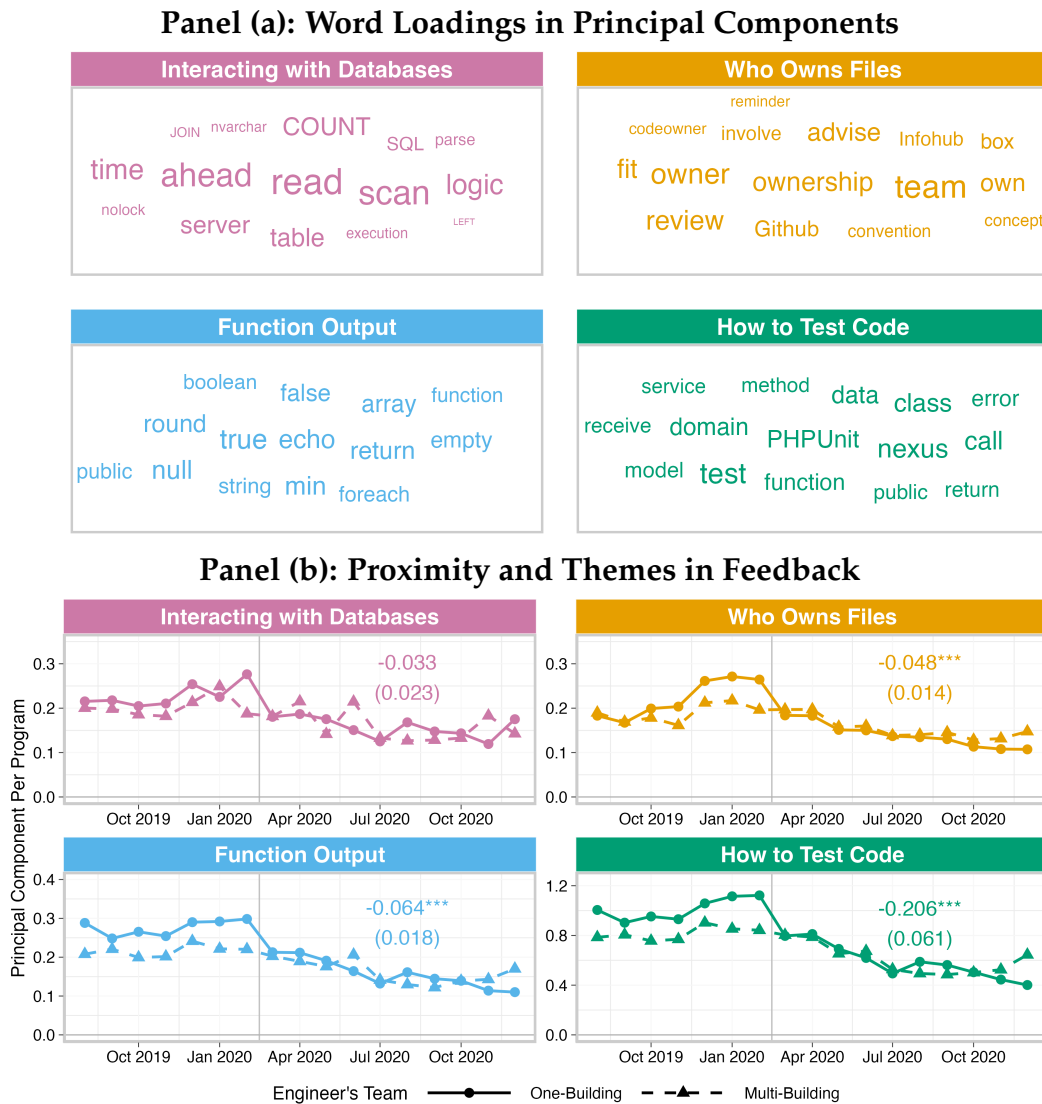 Panel (a): Word Loadings in Principal Components
Interacting with Databases
JOIN nvarchar COUNT SQL parse
time ahead read scan logic
nolock server table execution LEFT
Who Owns Files
reminder
codeowner involve advise Infohub box
fit owner ownership team own
review Github convention concept
Function Output
boolean false array function
round true echo return empty
public null string min foreach
How to Test Code
service method data class error
receive domain PHPUnit nexus call
model test function public return
Panel (b): Proximity and Themes in Feedback
Principal Component Per Program
Interacting with Databases
-0.033
(0.023)
0.3
0.2
0.1
0.0
Oct 2019 Jan 2020 Apr 2020 Jul 2020 Oct 2020
Who Owns Files
-0.048***
(0.014)
0.3
0.2
0.1
0.0
Oct 2019 Jan 2020 Apr 2020 Jul 2020 Oct 2020
Function Output
-0.064***
(0.018)
0.4
0.3
0.2
0.1
0.0
Oct 2019 Jan 2020 Apr 2020 Jul 2020 Oct 2020
How to Test Code
-0.206***
(0.061)
1.2
0.8
0.4
0.0
Oct 2019 Jan 2020 Apr 2020 Jul 2020 Oct 2020
Engineer's Team One-Building Multi-Building